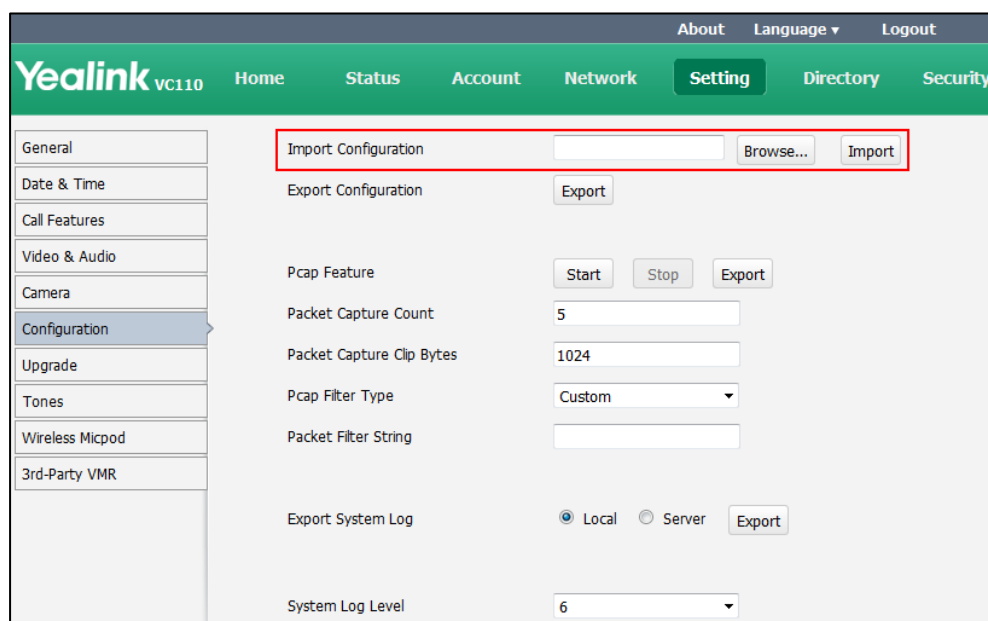 About Language ▾ Logout
Yealink VC110 Home Status Account Network Setting Directory Security
General
Date & Time
Call Features
Video & Audio
Camera
Configuration
Upgrade
Tones
Wireless Micpod
3rd-Party VMR
Import Configuration Browse... Import
Export Configuration Export
Pcap Feature Start Stop Export
Packet Capture Count 5
Packet Capture Clip Bytes 1024
Pcap Filter Type Custom
Packet Filter String
Export System Log Local Server Export
System Log Level 6